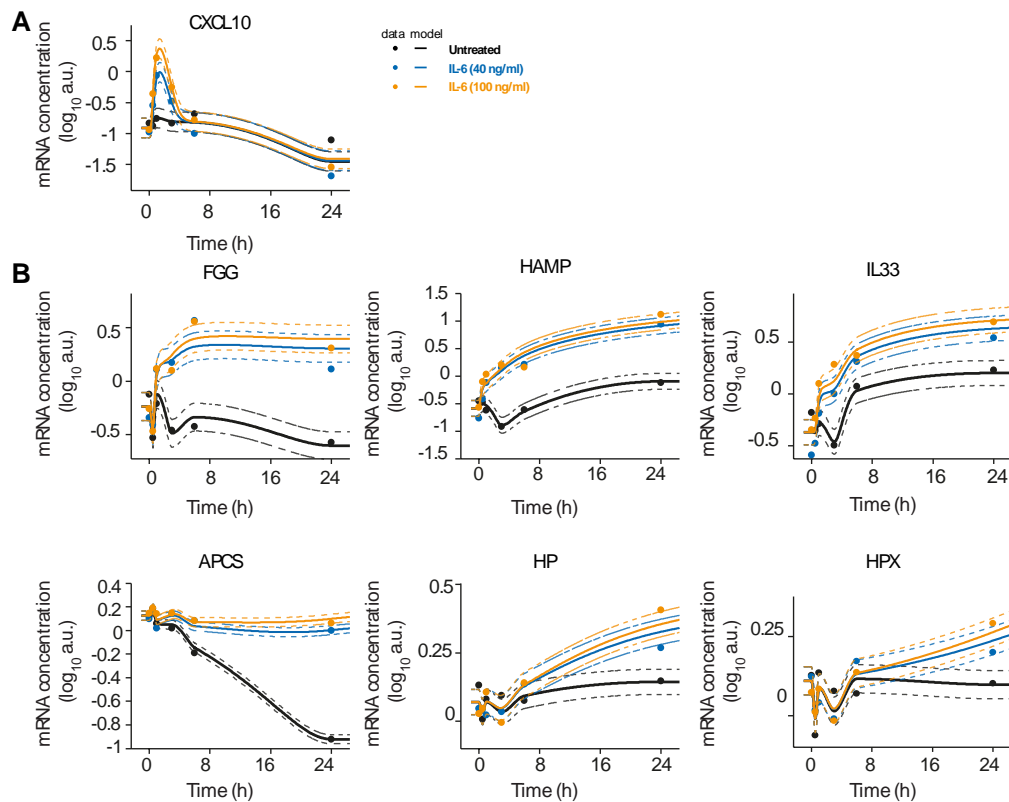 A
CXCL10
data model
Untreated
IL-6 (40 ng/ml)
IL-6 (100 ng/ml)
mRNA concentration
(log10 a.u.)
0.5
0
-0.5
-1
-1.5
0 8 16 24
Time (h)
B
FGG
mRNA concentration
(log10 a.u.)
0.5
0
-0.5
0 8 16 24
Time (h)
HAMP
mRNA concentration
(log10 a.u.)
1.5
1
0.5
0
-0.5
-1
-1.5
0 8 16 24
Time (h)
IL33
mRNA concentration
(log10 a.u.)
0.5
0
-0.5
0 8 16 24
Time (h)
APCS
mRNA concentration
(log10 a.u.)
0.4
0.2
0
-0.2
-0.4
-0.6
-0.8
-1
0 8 16 24
Time (h)
HP
mRNA concentration
(log10 a.u.)
0.5
0.25
0
0 8 16 24
Time (h)
HPX
mRNA concentration
(log10 a.u.)
0.25
0
0 8 16 24
Time (h)